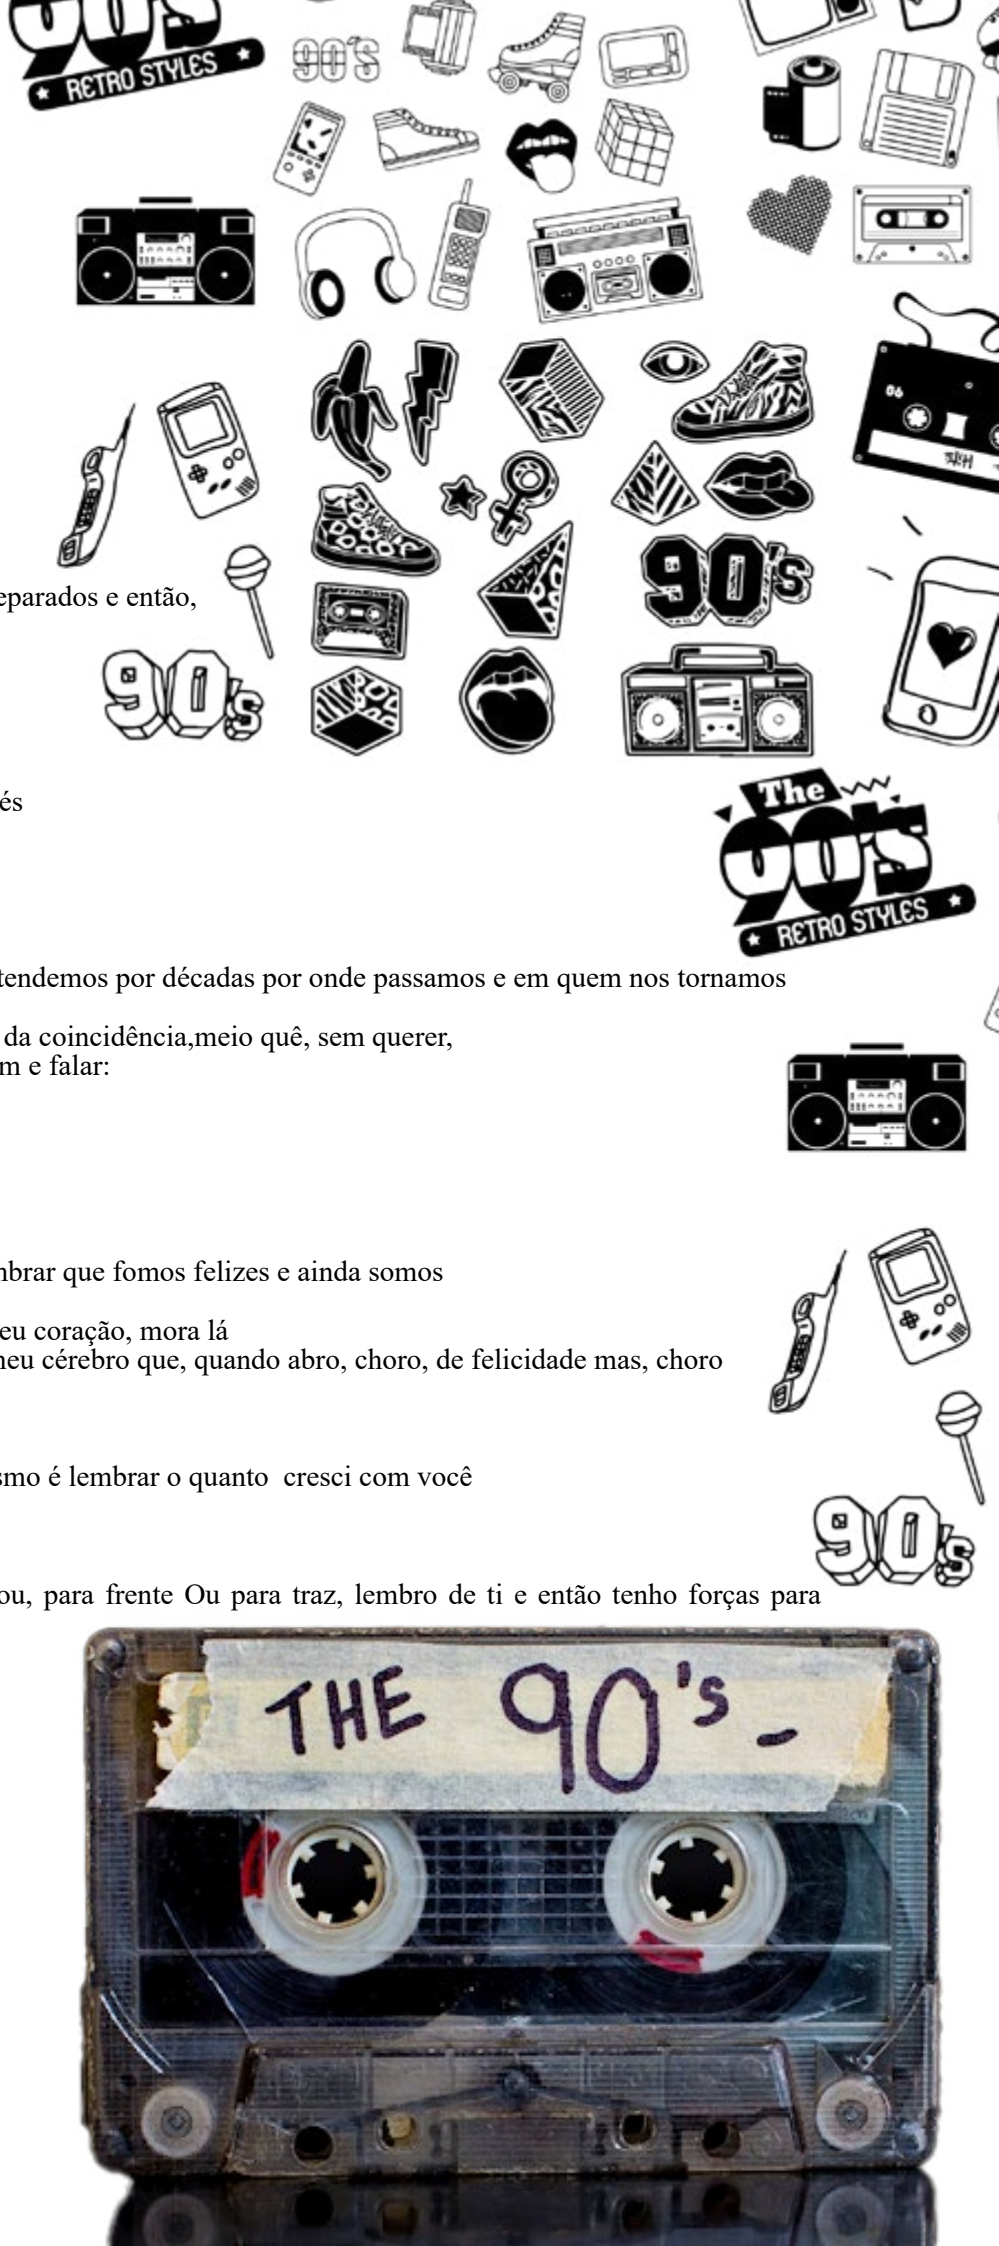 90's
RETRO STYLES
90'S
06
90's
eparados e então,
90's
és
The
90's
RETRO STYLES
tendemos por décadas por onde passamos e em quem nos tornamos
da coincidência,meio quê, sem querer,
m e falar:
mbrar que fomos felizes e ainda somos
eu coração, mora lá
neu cérebro que, quando abro, choro, de felicidade mas, choro
smo é lembrar o quanto  cresci com você
90's
ou, para frente Ou para traz, lembro de ti e então tenho forças para
THE 90's -